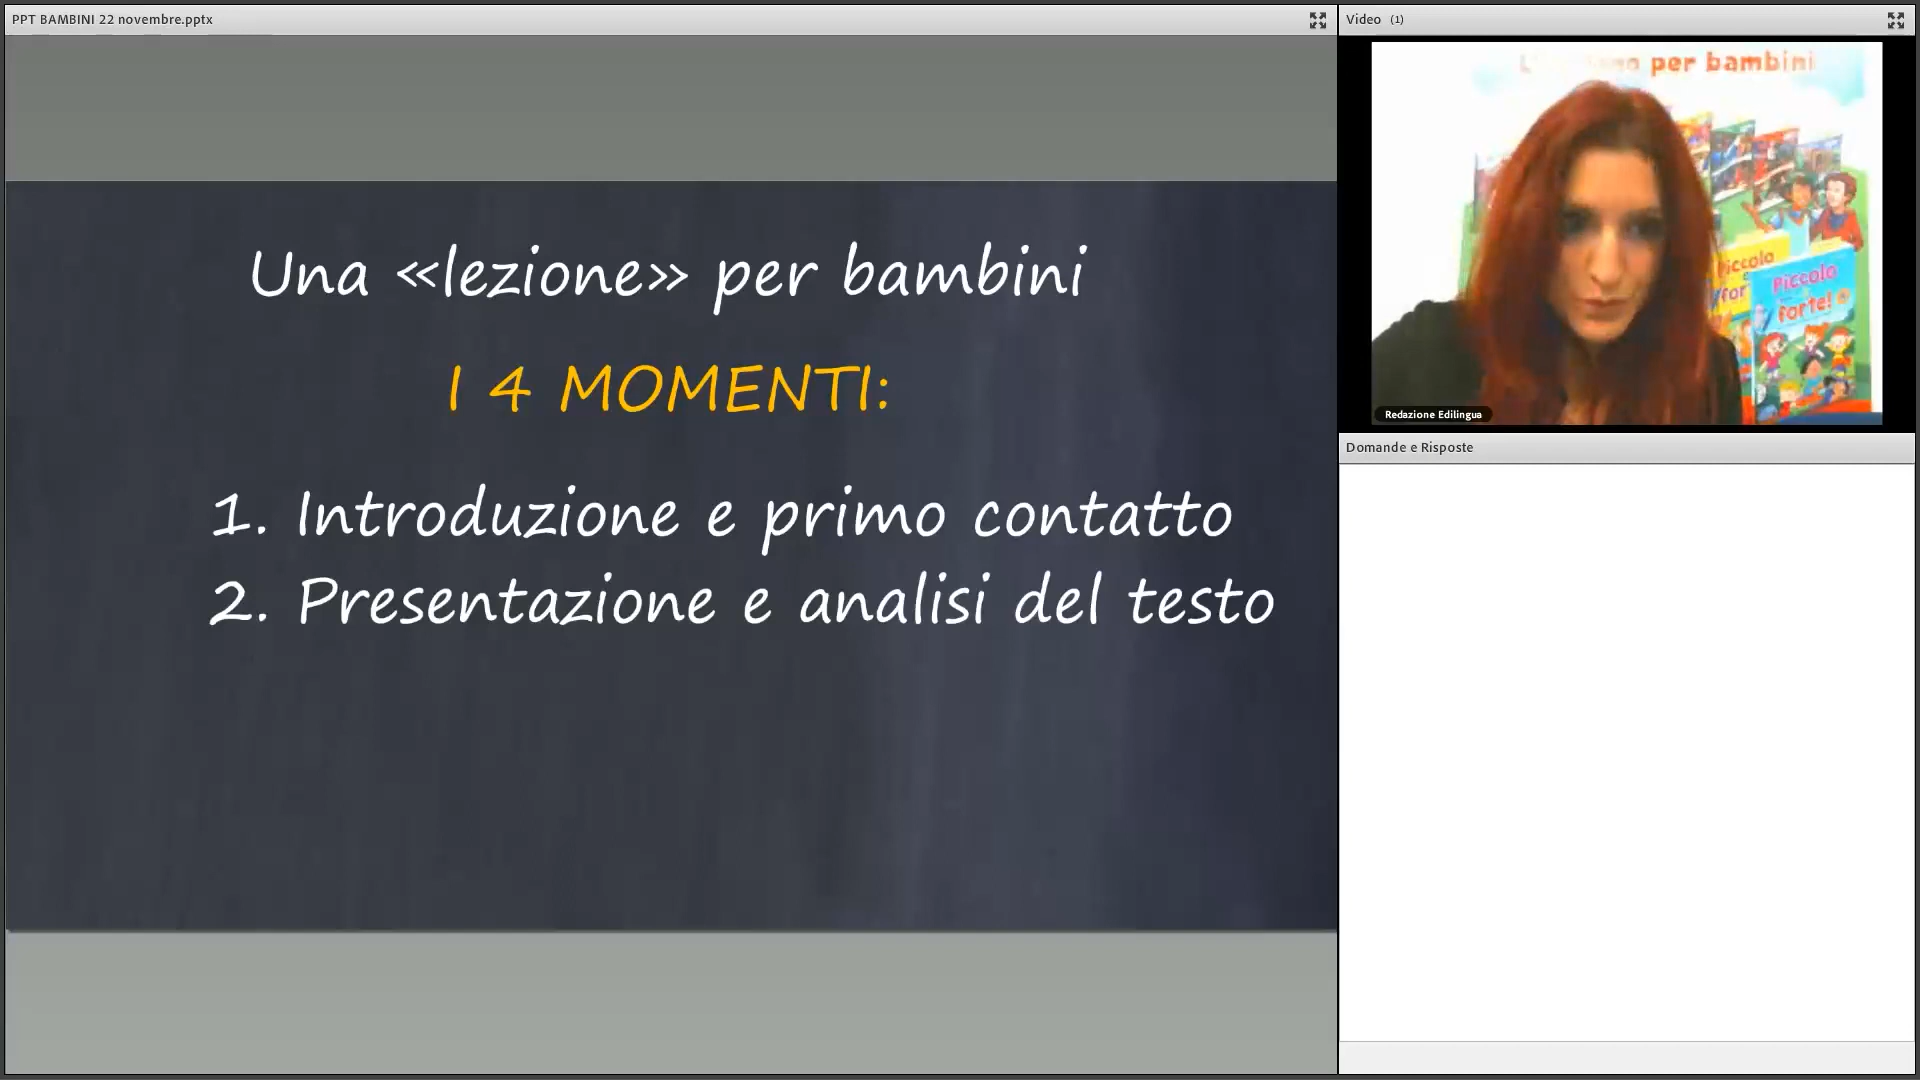 PPT BAMBINI 22 novembre.pptx
Una «lezione» per bambini
I 4 MOMENTI:
1. Introduzione e primo contatto
2. Presentazione e analisi del testo
Video (1)
per bambini
Piccolo
Piccolo
forte!
Redazione Edilingua
Domande e Risposte